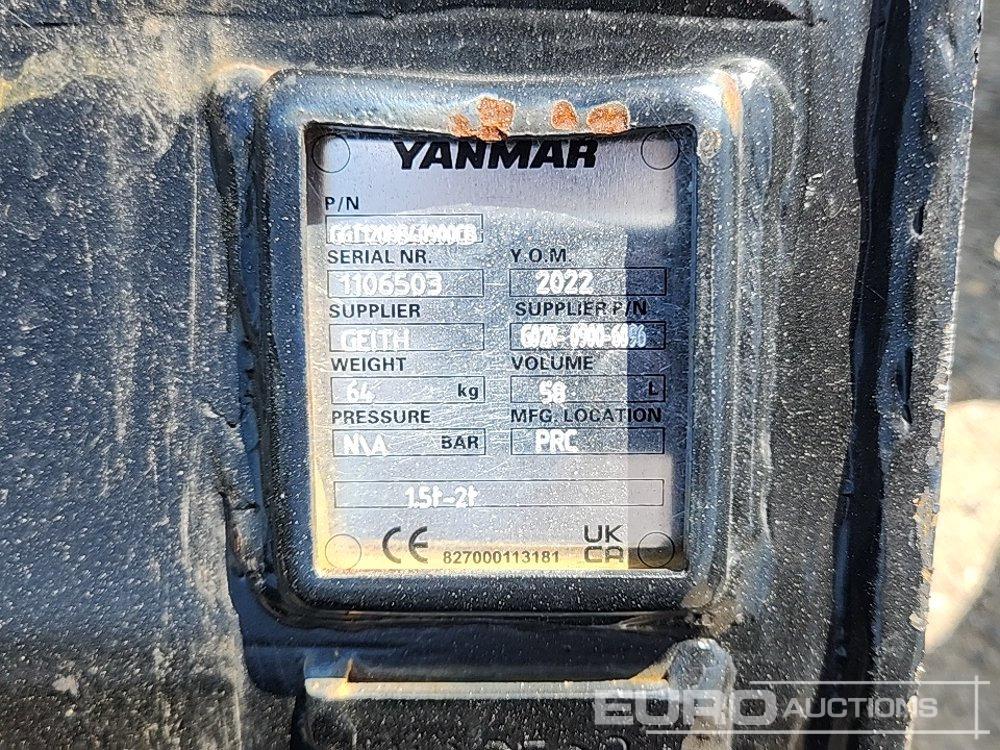 YANMAR
P/N
SERIAL NR. Y.O.M.
1106503 2022
SUPPLIER SUPPLIER P/N
GEITH
WEIGHT VOLUME
64 kg 58 L
PRESSURE MFG. LOCATION
N\A BAR PRC
1.5t-2t
CE 827000113181 UK
CA
EURO AUCTIONS